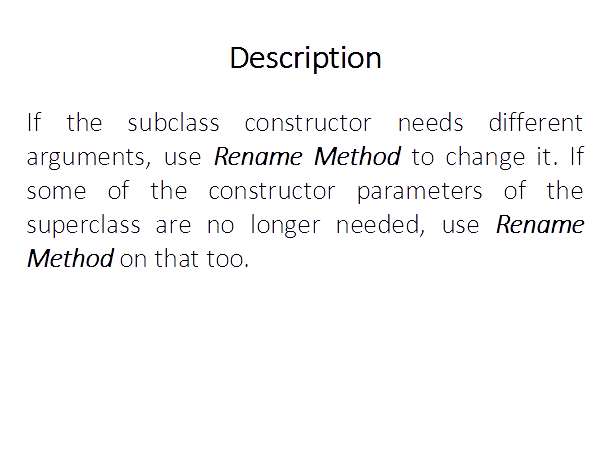 Description
If the subclass constructor needs different
arguments, use Rename Method to change it. If
some of the constructor parameters of the
superclass are no longer needed, use Rename
Method on that too.